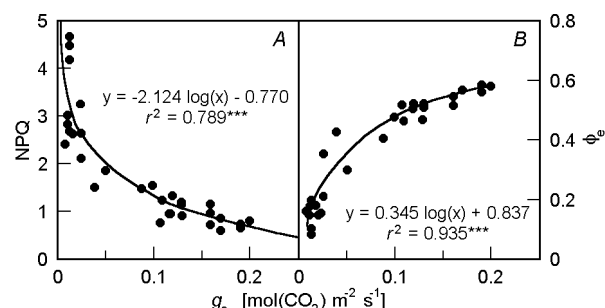 5
4
3
2
1
0
NPQ
A
y = -2.124 log(x) - 0.770
r² = 0.789***
B
y = 0.345 log(x) + 0.837
r² = 0.935***
0.8
0.6
0.4
0.2
0.0
ϕe
0 0.1 0.2 0 0.1 0.2
[mol(CO₂) m⁻² s⁻¹]